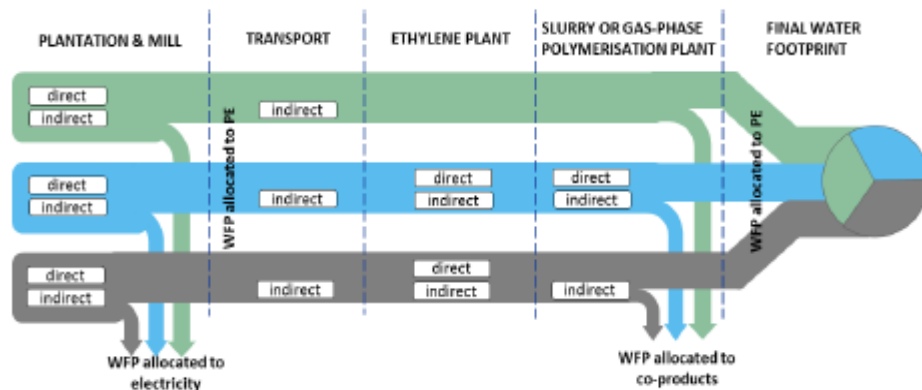 PLANTATION & MILL
TRANSPORT
ETHYLENE PLANT
SLURRY OR GAS-PHASE
POLYMERISATION PLANT
FINAL WATER
FOOTPRINT
direct
indirect
indirect
WFP allocated to PE
WFP allocated to PE
direct
indirect
indirect
direct
indirect
direct
indirect
direct
indirect
indirect
direct
indirect
indirect
WFP allocated to
electricity
WFP allocated to
co-products